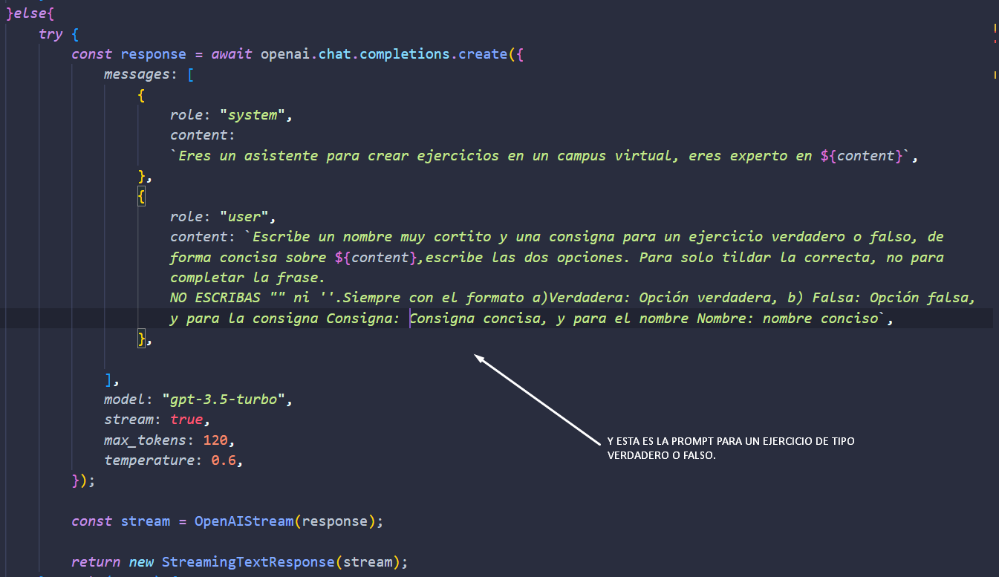 }else{
try {
const response = await openai.chat.completions.create({
messages: [
{
role: "system",
content:
`Eres un asistente para crear ejercicios en un campus virtual, eres experto en ${content}`,
},
{
role: "user",
content: `Escribe un nombre muy cortito y una consigna para un ejercicio verdadero o falso, de
forma concisa sobre ${content},escribe las dos opciones. Para solo tildar la correcta, no para
completar la frase.
NO ESCRIBAS "" ni ''.Siempre con el formato a)Verdadera: Opción verdadera, b) Falsa: Opción falsa,
y para la consigna Consigna: Consigna concisa, y para el nombre Nombre: nombre conciso`,
},
],
model: "gpt-3.5-turbo",
stream: true,
max_tokens: 120,
temperature: 0.6,
});
Y ESTA ES LA PROMPT PARA UN EJERCICIO DE TIPO
VERDADERO O FALSO.
const stream = OpenAIStream(response);
return new StreamingTextResponse(stream);